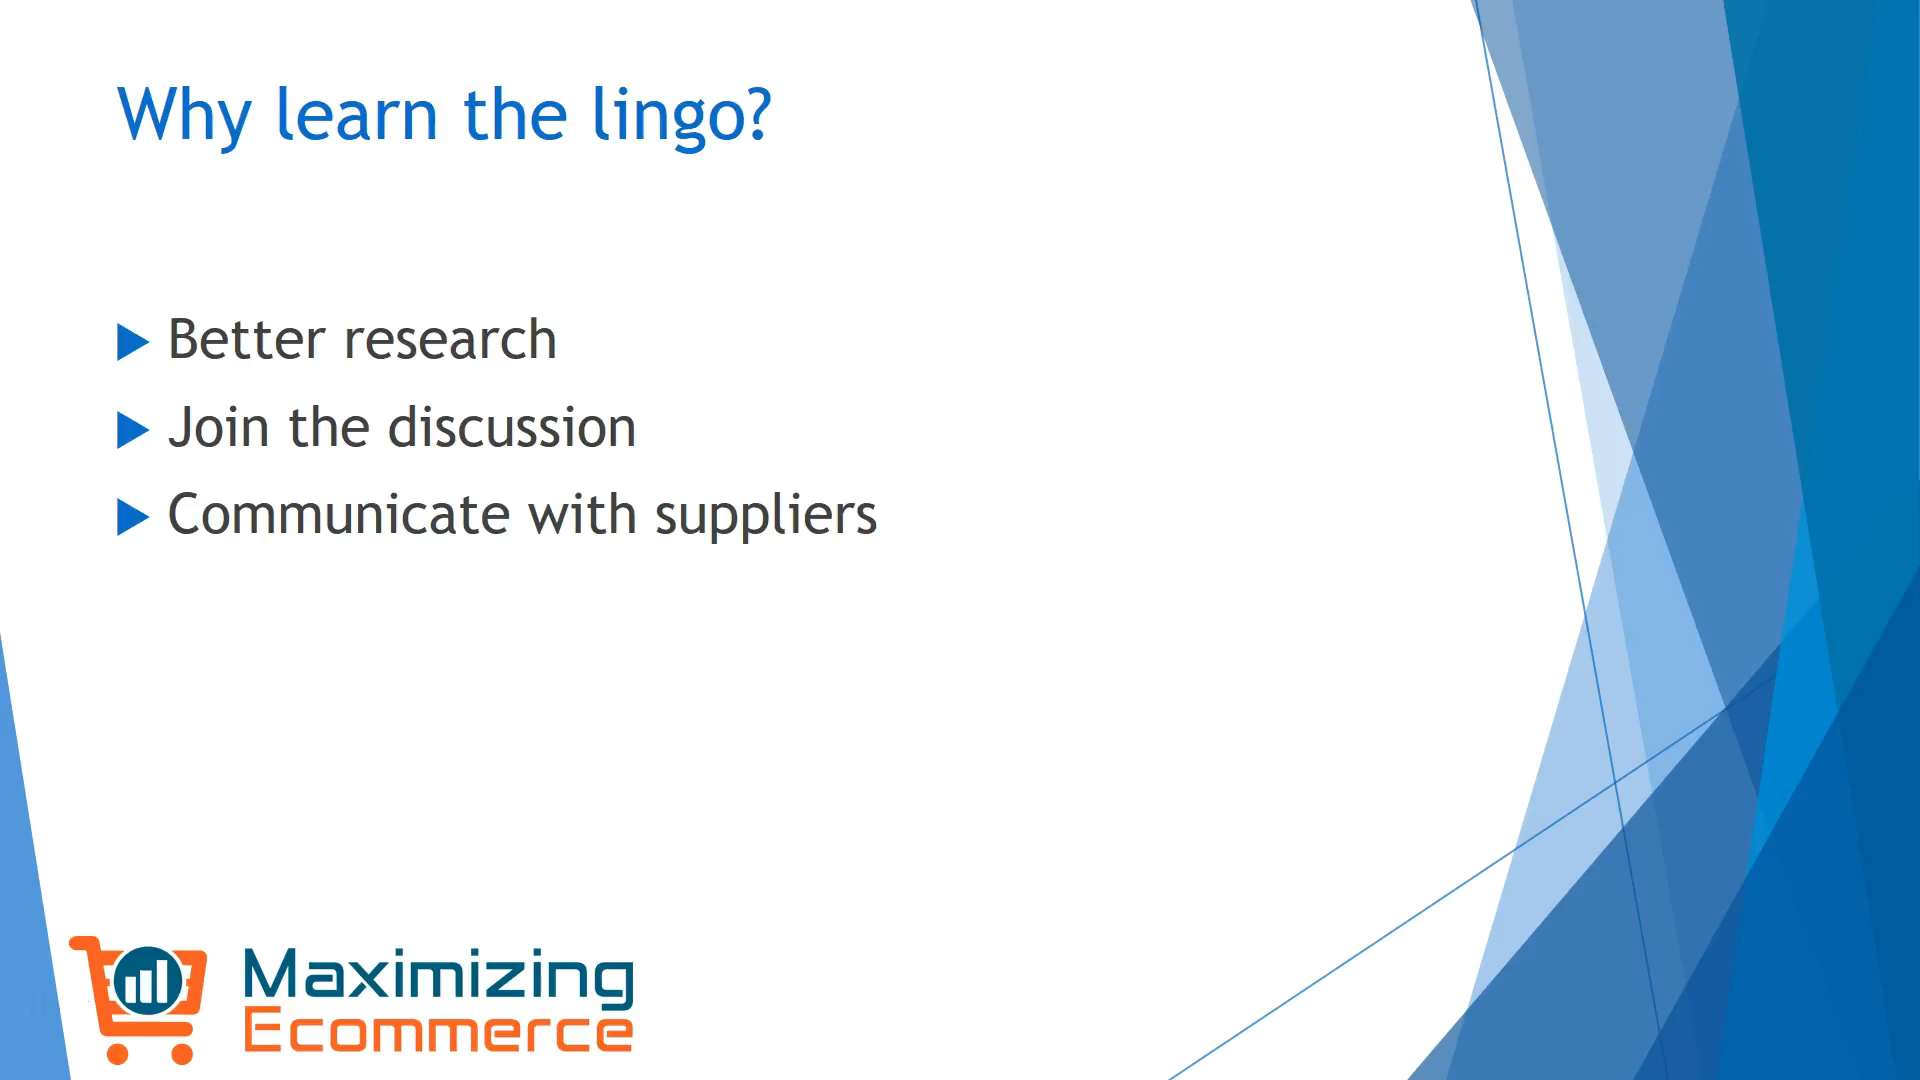 Why learn the lingo?
Better research
Join the discussion
Communicate with suppliers
Maximizing
Ecommerce